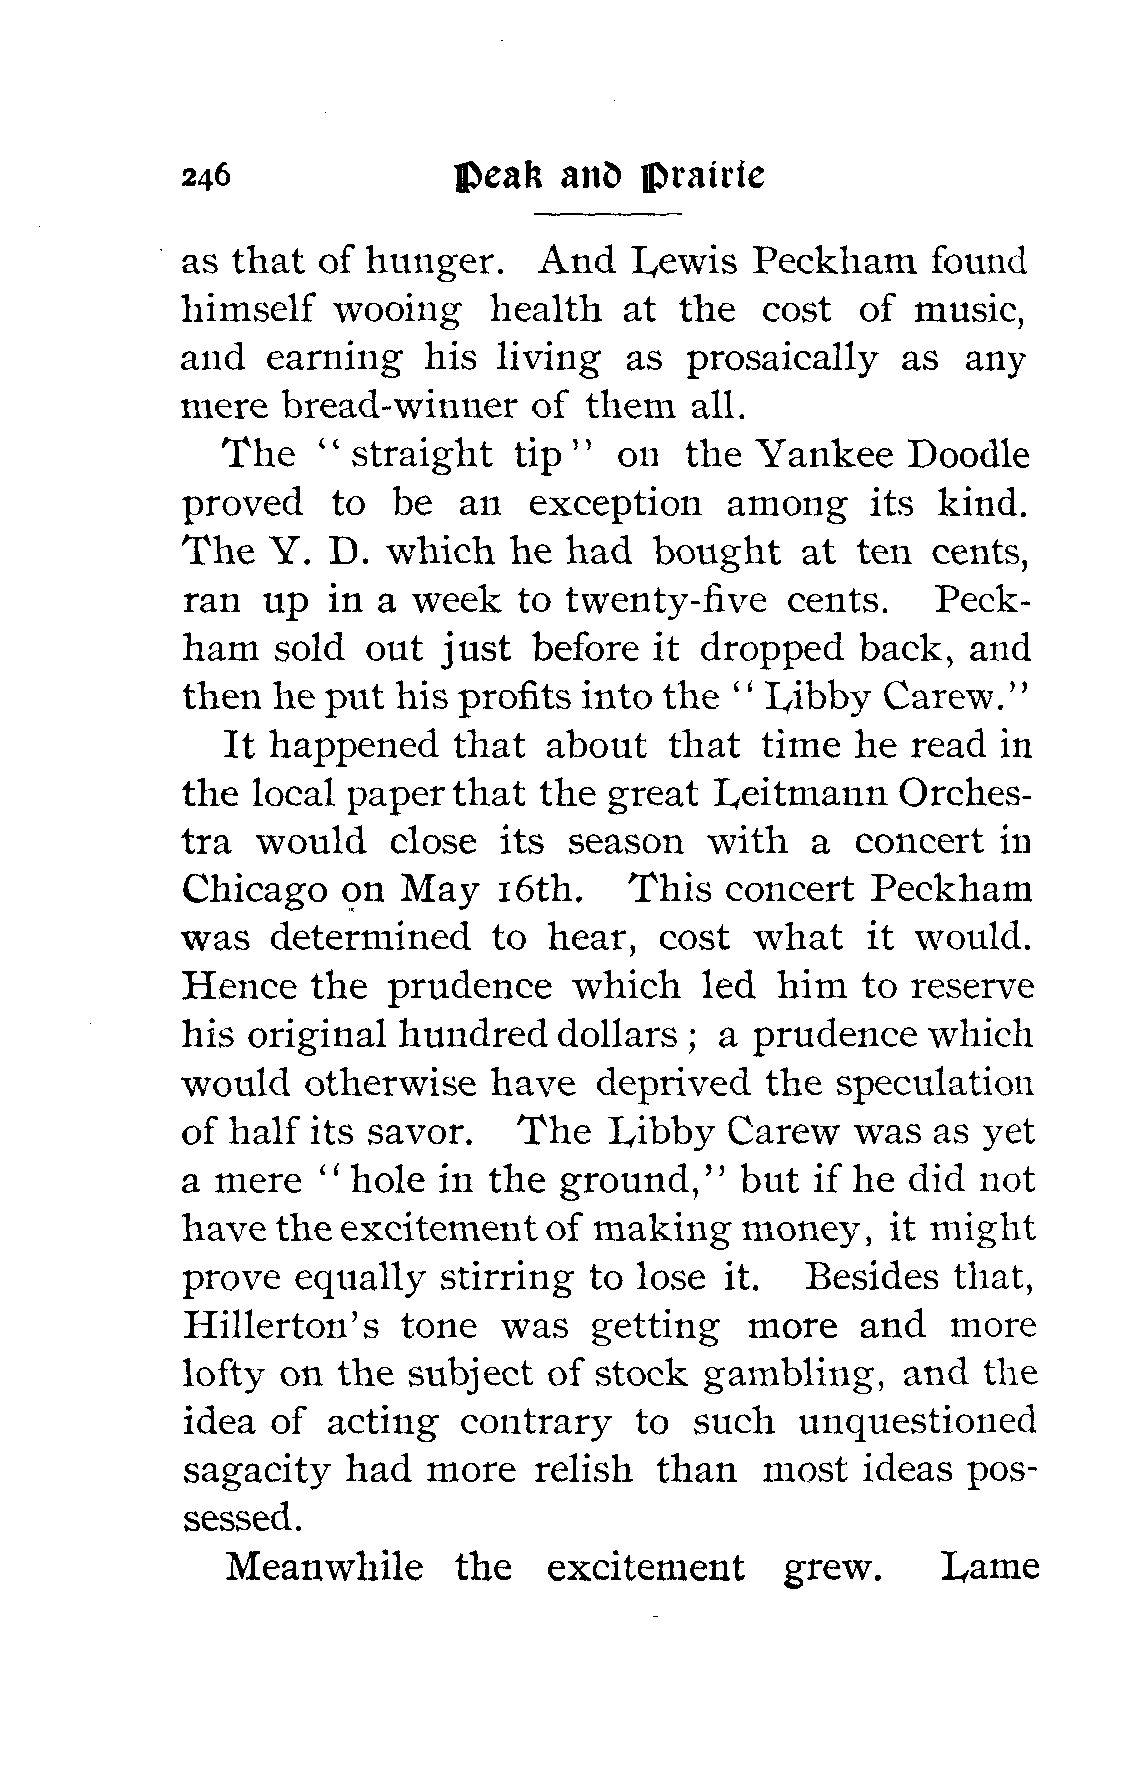 246 Peak and Prairie
as that of hunger. And Lewis Peckham found
himself wooing health at the cost of music,
and earning his living as prosaically as any
mere bread-winner of them all.
The “straight tip” on the Yankee Doodle
proved to be an exception among its kind.
The Y. D. which he had bought at ten cents,
ran up in a week to twenty-five cents. Peck-
ham sold out just before it dropped back, and
then he put his profits into the “Libby Carew.”
It happened that about that time he read in
the local paper that the great Leitmann Orches-
tra would close its season with a concert in
Chicago on May 16th. This concert Peckham
was determined to hear, cost what it would.
Hence the prudence which led him to reserve
his original hundred dollars; a prudence which
would otherwise have deprived the speculation
of half its savor. The Libby Carew was as yet
a mere “hole in the ground,” but if he did not
have the excitement of making money, it might
prove equally stirring to lose it. Besides that,
Hillerton's tone was getting more and more
lofty on the subject of stock gambling, and the
idea of acting contrary to such unquestioned
sagacity had more relish than most ideas pos-
sessed.
Meanwhile the excitement grew. Lame